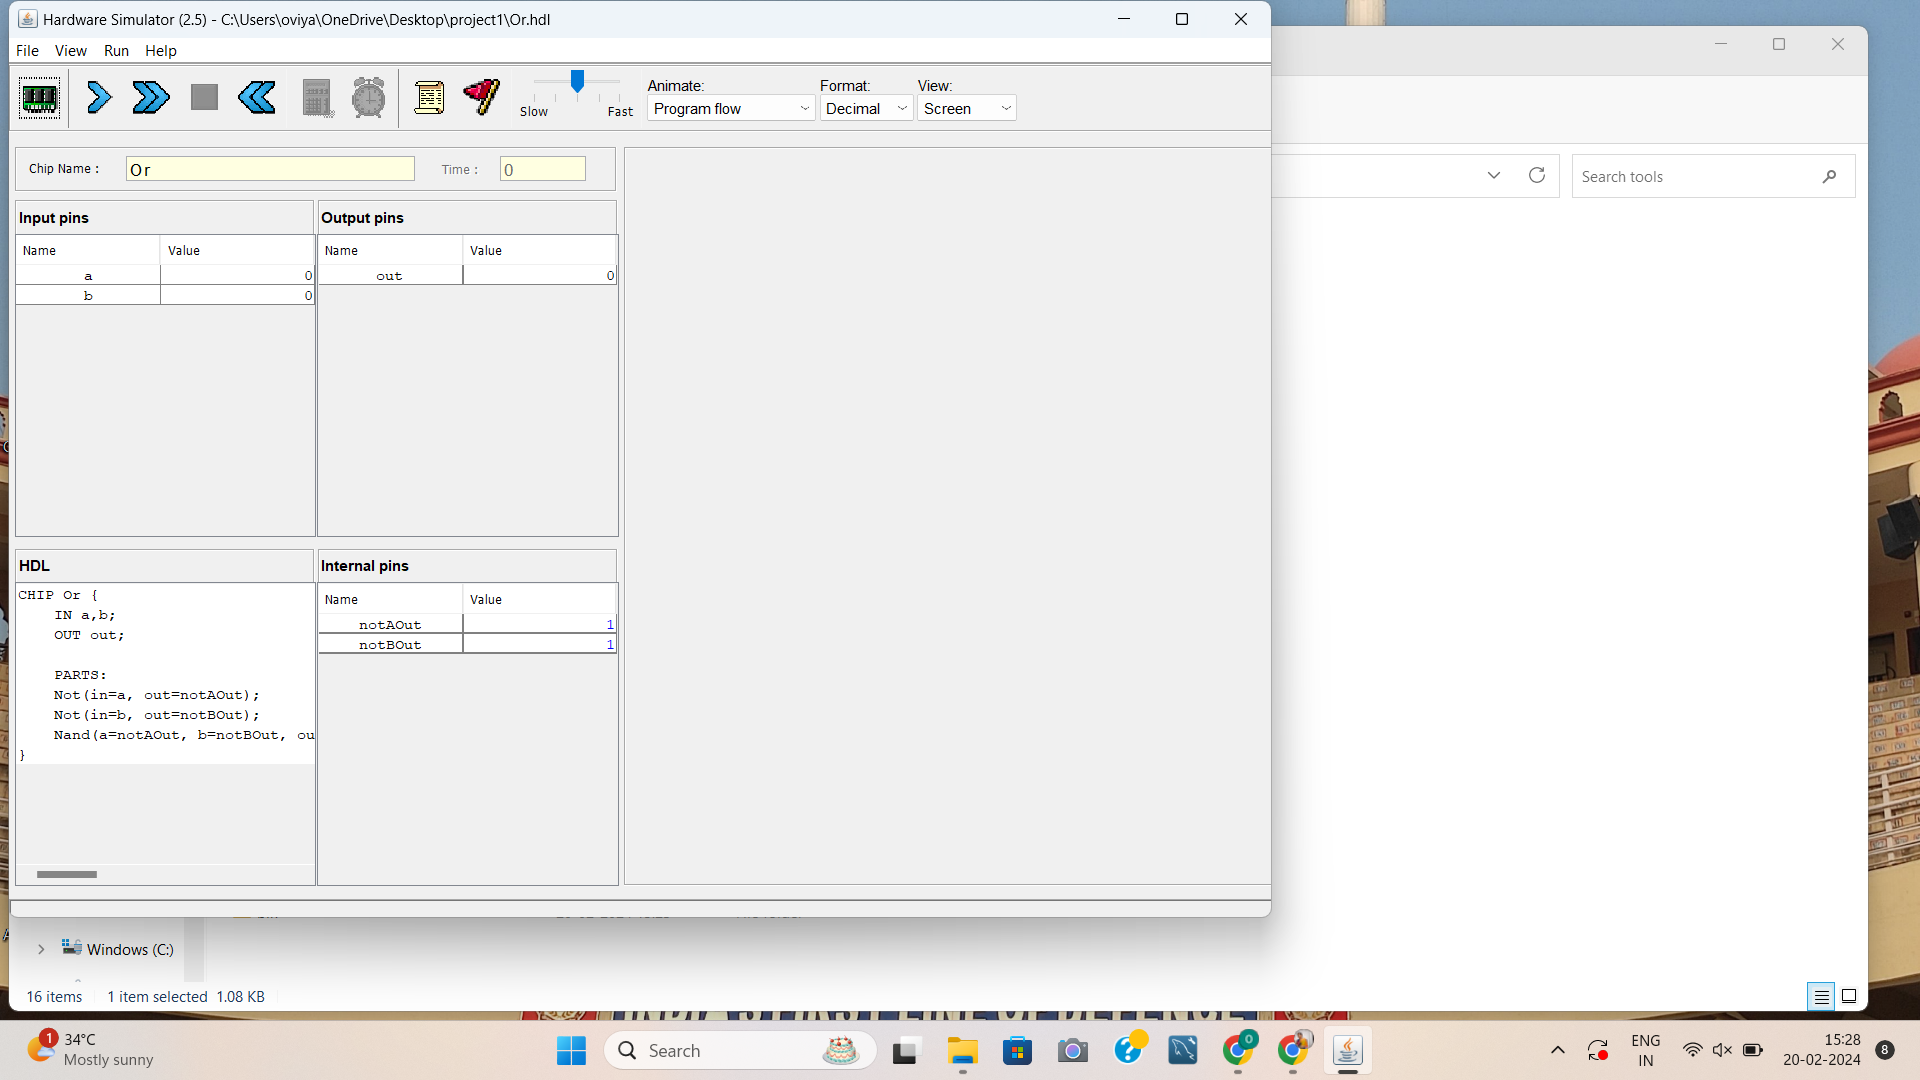 Hardware Simulator (2.5) - C:\Users\oviya\OneDrive\Desktop\project1\Or.hdl
File View Run Help
Slow Fast
Animate: Format: View:
Program flow Decimal Screen
Chip Name : Or Time : 0
Search tools
Input pins Output pins
Name Value Name Value
a 0 out 0
b 0
HDL Internal pins
CHIP Or { Name Value
IN a,b; notAOut 1
OUT out; notBOut 1
PARTS:
Not(in=a, out=notAOut);
Not(in=b, out=notBOut);
Nand(a=notAOut, b=notBOut, ou
}
Windows (C:)
16 items 1 item selected 1.08 KB
1
34°C
Mostly sunny
Search
ENG
IN
15:28
20-02-2024
8